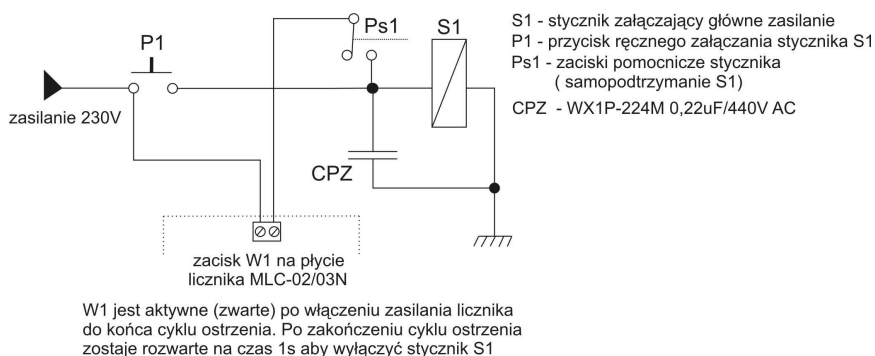 P1
zasilanie 230V
Ps1
S1
CPZ
S1 - stycznik załączający główne zasilanie
P1 - przycisk ręcznego załączania stycznika S1
Ps1 - zaciski pomocnicze stycznika
( samopodtrzymanie S1)
CPZ - WX1P-224M 0,22uF/440V AC
zacisk W1 na płycie
licznika MLC-02/03N
W1 jest aktywne (zwarte) po włączeniu zasilania licznika
do końca cyklu ostrzenia. Po zakończeniu cyklu ostrzenia
zostaje rozwarte na czas 1s aby wyłączyć stycznik S1